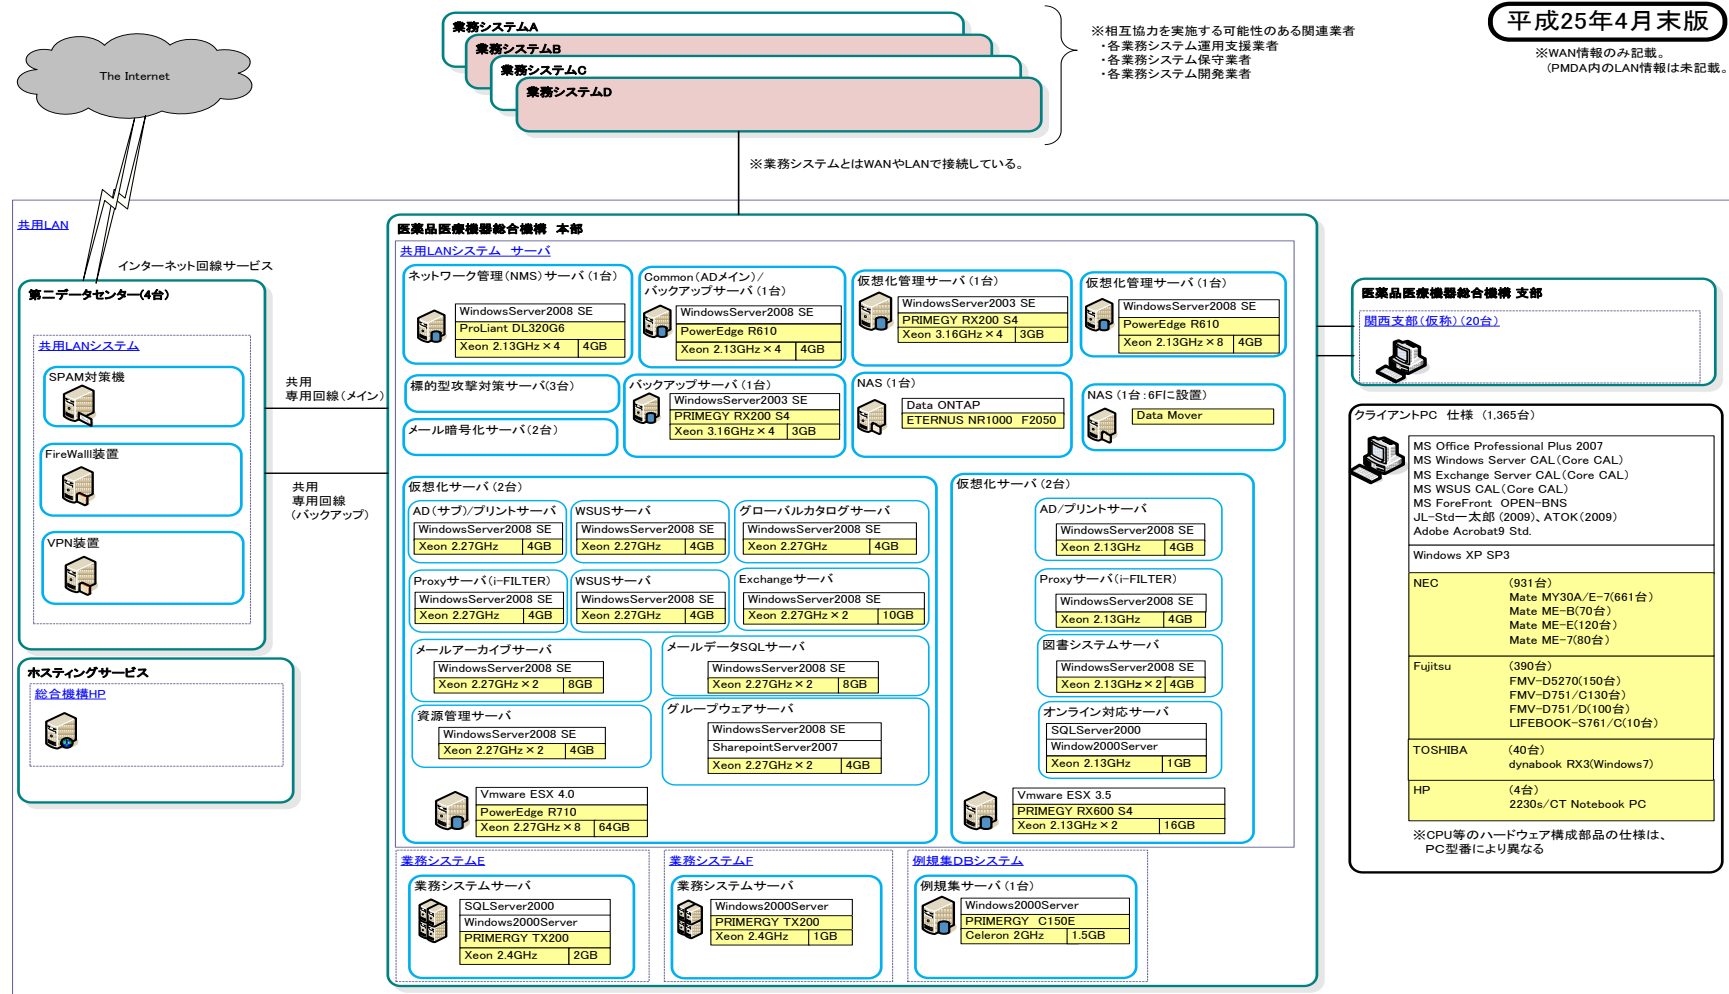 平成25年4月末版
※WAN情報のみ記載。
(PMDA内のLAN情報は未記載。
業務システムA
業務システムB
業務システムC
業務システムD
※相互協力を実施する可能性のある関連業者
・各業務システム運用支援業者
・各業務システム保守業者
・各業務システム開発業者
The Internet
※業務システムとはWANやLANで接続している。
共用LAN
インターネット回線サービス
第二データセンター(4台)
共用LANシステム
SPAM対策機
FireWalll装置
VPN装置
共用
専用回線(メイン)
共用
専用回線
(バックアップ)
ホスティングサービス
総合機構HP
医薬品医療機器総合機構 本部
共用LANシステム サーバ
ネットワーク管理(NMS)サーバ(1台)
WindowsServer2008 SE
ProLiant DL320G6
Xeon 2.13GHz×4 4GB
Common(ADメイン)/
バックアップサーバ(1台)
WindowsServer2008 SE
PowerEdge R610
Xeon 2.13GHz×4 4GB
仮想化管理サーバ(1台)
WindowsServer2003 SE
PRIMEGY RX200 S4
Xeon 3.16GHz×4 3GB
仮想化管理サーバ(1台)
WindowsServer2008 SE
PowerEdge R610
Xeon 2.13GHz×8 4GB
標的型攻撃対策サーバ(3台)
メール暗号化サーバ(2台)
バックアップサーバ(1台)
WindowsServer2003 SE
PRIMEGY RX200 S4
Xeon 3.16GHz×4 3GB
NAS(1台)
Data ONTAP
ETERNUS NR1000 F2050
NAS(1台:6Fに設置)
Data Mover
仮想化サーバ(2台)
AD(サブ)/プリントサーバ
WindowsServer2008 SE
Xeon 2.27GHz 4GB
WSUSサーバ
WindowsServer2008 SE
Xeon 2.27GHz 4GB
グローバルカタログサーバ
WindowsServer2008 SE
Xeon 2.27GHz 4GB
Proxyサーバ(i-FILTER)
WindowsServer2008 SE
Xeon 2.27GHz 4GB
WSUSサーバ
WindowsServer2008 SE
Xeon 2.27GHz 4GB
Exchangeサーバ
WindowsServer2008 SE
Xeon 2.27GHz×2 10GB
メールアーカイブサーバ
WindowsServer2008 SE
Xeon 2.27GHz×2 8GB
メールデータSQLサーバ
WindowsServer2008 SE
Xeon 2.27GHz×2 8GB
資源管理サーバ
WindowsServer2008 SE
Xeon 2.27GHz×2 4GB
グループウェアサーバ
WindowsServer2008 SE
SharepointServer2007
Xeon 2.27GHz×2 4GB
Vmware ESX 4.0
PowerEdge R710
Xeon 2.27GHz×8 64GB
仮想化サーバ(2台)
AD/プリントサーバ
WindowsServer2008 SE
Xeon 2.13GHz 4GB
Proxyサーバ(i-FILTER)
WindowsServer2008 SE
Xeon 2.13GHz 4GB
図書システムサーバ
WindowsServer2008 SE
Xeon 2.13GHz×2 4GB
オンライン対応サーバ
SQLServer2000
Window2000Server
Xeon 2.13GHz 1GB
Vmware ESX 3.5
PRIMEGY RX600 S4
Xeon 2.13GHz×2 16GB
業務システムE
業務システムサーバ
SQLServer2000
Windows2000Server
PRIMERGY TX200
Xeon 2.4GHz 2GB
業務システムF
業務システムサーバ
Windows2000Server
PRIMERGY TX200
Xeon 2.4GHz 1GB
例規集DBシステム
例規集サーバ(1台)
Windows2000Server
PRIMERGY C150E
Celeron 2GHz 1.5GB
医薬品医療機器総合機構 支部
関西支部(仮称)(20台)
クライアントPC 仕様 (1,365台)
MS Office Professional Plus 2007
MS Windows Server CAL(Core CAL)
MS Exchange Server CAL(Core CAL)
MS WSUS CAL(Core CAL)
MS ForeFront OPEN-BNS
JL-Std一太郎(2009)、ATOK(2009)
Adobe Acrobat9 Std.
Windows XP SP3
NEC (931台)
Mate MY30A/E-7(661台)
Mate ME-B(70台)
Mate ME-E(120台)
Mate ME-7(80台)
Fujitsu (390台)
FMV-D5270(150台)
FMV-D751/C130台)
FMV-D751/D(100台)
LIFEBOOK-S761/C(10台)
TOSHIBA (40台)
dynabook RX3(Windows7)
HP (4台)
2230s/CT Notebook PC
※CPU等のハードウェア構成部品の仕様は、
PC型番により異なる